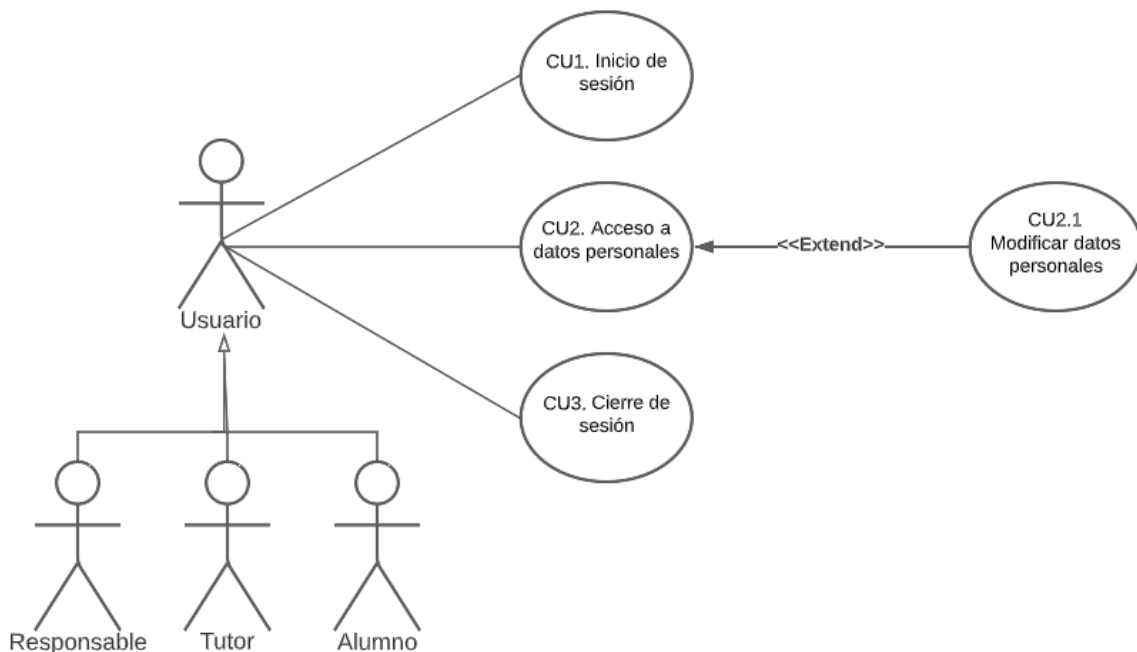 CU1. Inicio de
sesión
CU2. Acceso a
datos personales
<<Extend>>
CU2.1
Modificar datos
personales
Usuario
CU3. Cierre de
sesión
Responsable
Tutor
Alumno